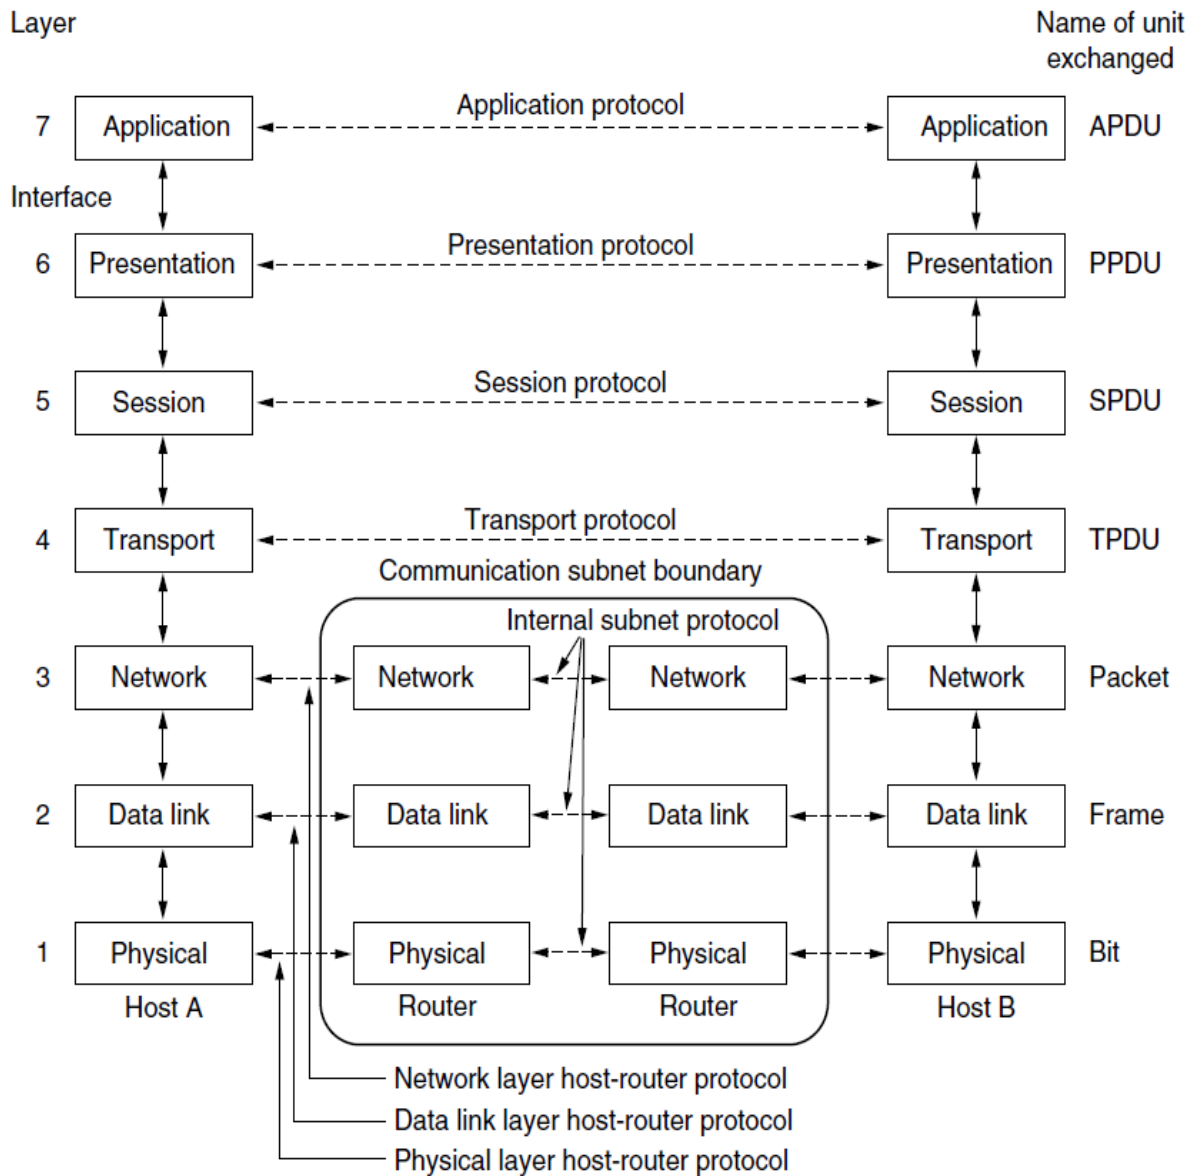 Layer
Name of unit
exchanged
7 Application Application protocol Application APDU
Interface
6 Presentation Presentation protocol Presentation PPDU
5 Session Session protocol Session SPDU
4 Transport Transport protocol Transport TPDU
Communication subnet boundary
Internal subnet protocol
3 Network Network Network Network Packet
2 Data link Data link Data link Data link Frame
1 Physical Physical Physical Physical Bit
Host A Router Router Host B
Network layer host-router protocol
Data link layer host-router protocol
Physical layer host-router protocol